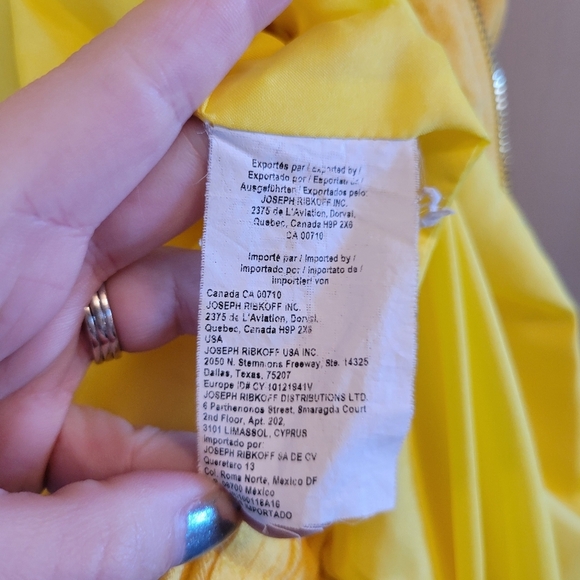 Exportés par / Exported by /
Exportado por /
Ausgeführten / Exportados pelo:
JOSEPH RIBKOFF INC.
2375 de L'Aviation, Dorval,
Quebec, Canada H9P 2X6
CA 00710
Importé par / Imported by /
Importado por: / Importato da /
importiert von
Canada CA 00710
JOSEPH RIBKOFF INC.
2375 de L'Aviation, Dorval,
Quebec, Canada H9P 2X6
USA
JOSEPH RIBKOFF USA INC.
2050 N. Stemmons Freeway, Ste. 14325
Dallas, Texas, 75207
Europe ID# CY 10121941V
JOSEPH RIBKOFF DISTRIBUTIONS LTD.
6 Parthenonos Street, Smaragda Court
2nd Floor, Apt. 202,
3101 LIMASSOL, CYPRUS
Importado por:
JOSEPH RIBKOFF SA DE CV
Queretaro 13
Col. Roma Norte, Mexico DF
06700 México
IMPORTADO